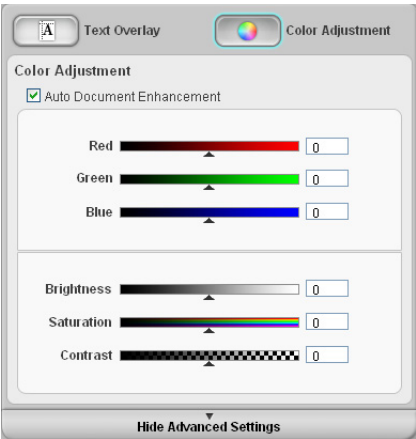 A Text Overlay Color Adjustment
Color Adjustment
Auto Document Enhancement
Red 0
Green 0
Blue 0
Brightness 0
Saturation 0
Contrast 0
Hide Advanced Settings